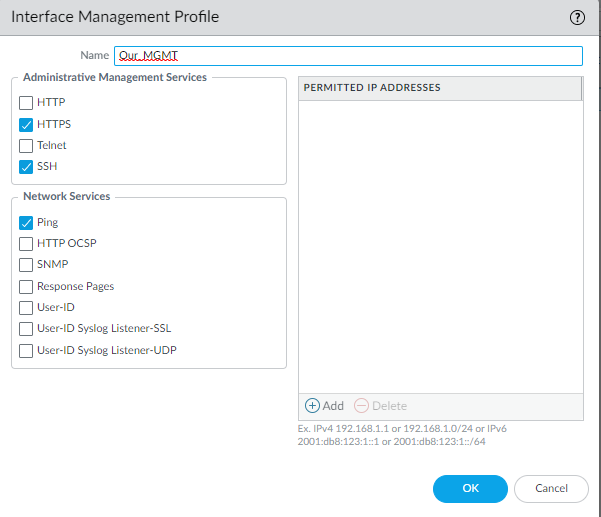 Interface Management Profile
Name Our_MGMT
Administrative Management Services
HTTP
HTTPS
Telnet
SSH
Network Services
Ping
HTTP OCSP
SNMP
Response Pages
User-ID
User-ID Syslog Listener-SSL
User-ID Syslog Listener-UDP
PERMITTED IP ADDRESSES
Add Delete
Ex. IPv4 192.168.1.1 or 192.168.1.0/24 or IPv6
2001:db8:123:1::1 or 2001:db8:123:1::/64
OK Cancel